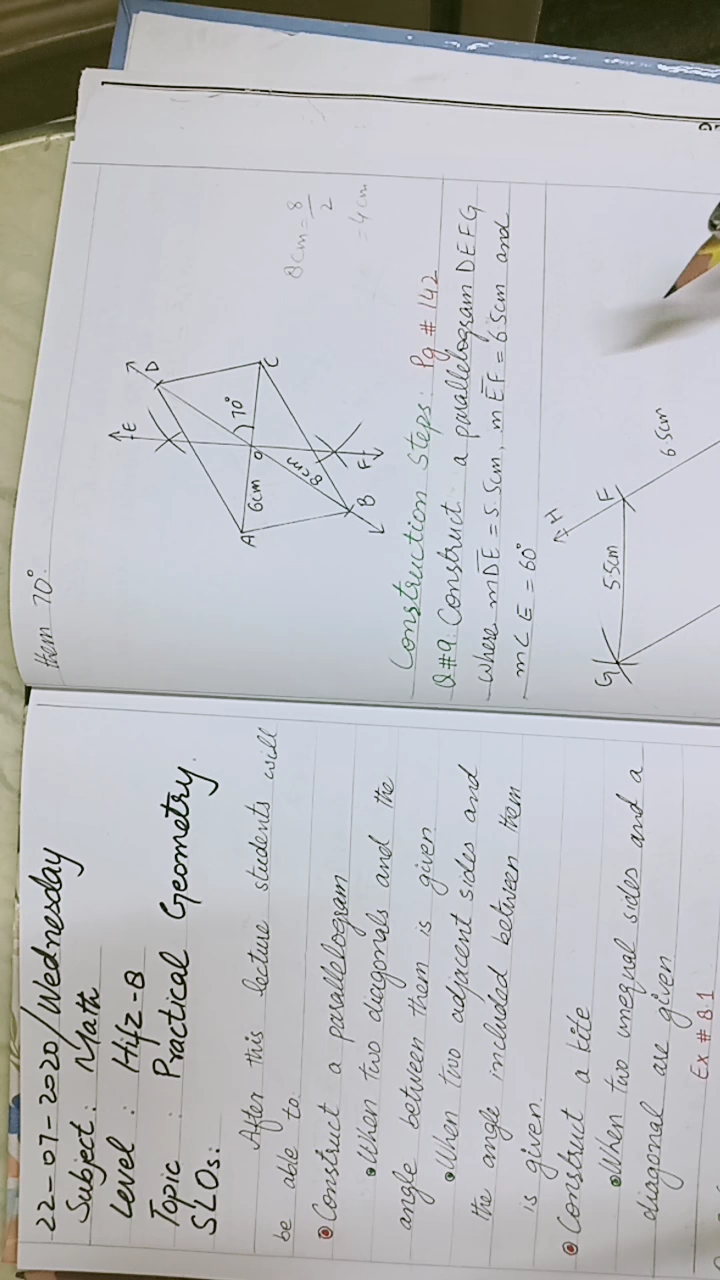 22-07-2020/Wednesday
Subject: Math
Level : Hifz-8
Topic : Practical Geometry.
SLOs:
After this lecture students will
be able to
Construct a parallelogram
When two diagonals and the
angle between them is given
When two adjacent sides and
the angle included between them
is given.
Construct a kite
When two unequal sides and a
diagonal are given
Ex # 8.1
them 70°
E
D
A
6cm
O
70°
C
8cm
B
F
8cm = 8/2
= 4cm
Construction Steps: Pg # 142
Q#9: Construct a parallelogram DEFG
where mDE = 5.5cm, mEF = 6.5cm and
m∠E = 60°
H
G
5.5cm
F
6.5cm